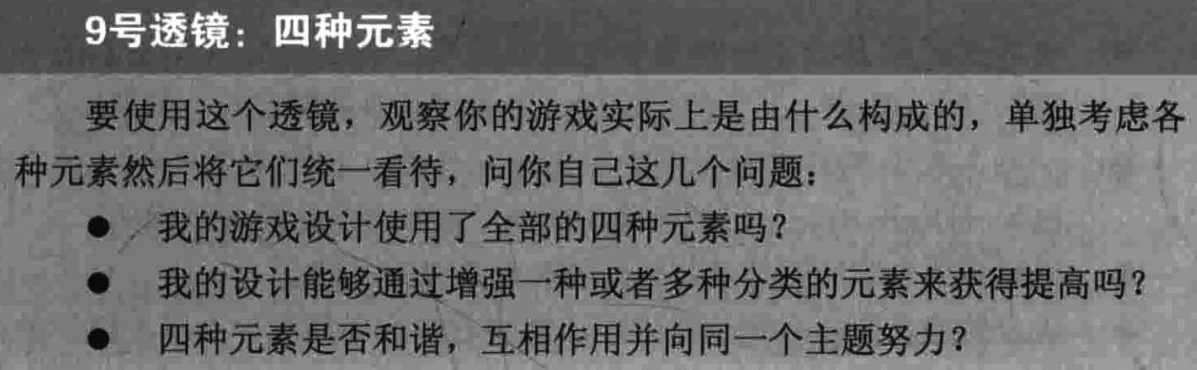 9号透镜：四种元素
要使用这个透镜，观察你的游戏实际上是由什么构成的，单独考虑各
种元素然后将它们统一看待，问你自己这几个问题：
● 我的游戏设计使用了全部的四种元素吗？
● 我的设计能够通过增强一种或者多种分类的元素来获得提高吗？
● 四种元素是否和谐，互相作用并向同一个主题努力？